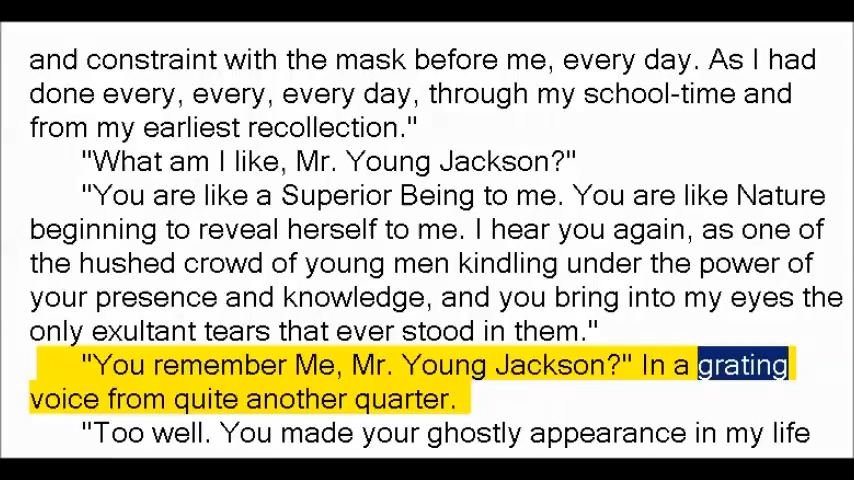 and constraint with the mask before me, every day. As I had
done every, every, every day, through my school-time and
from my earliest recollection."
"What am I like, Mr. Young Jackson?"
"You are like a Superior Being to me. You are like Nature
beginning to reveal herself to me. I hear you again, as one of
the hushed crowd of young men kindling under the power of
your presence and knowledge, and you bring into my eyes the
only exultant tears that ever stood in them."
"You remember Me, Mr. Young Jackson?" In a grating
voice from quite another quarter.
"Too well. You made your ghostly appearance in my life